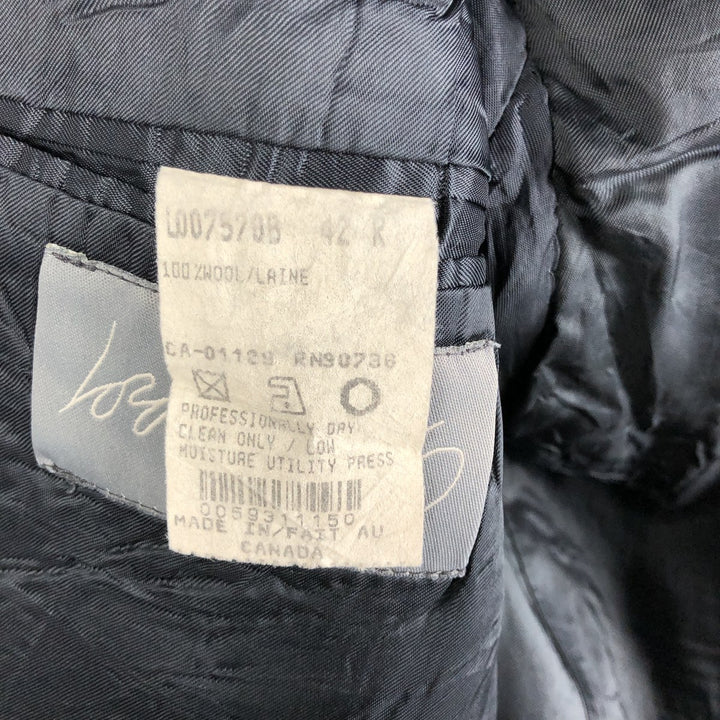 L007570B 42 R
100%WOOL/LAINE
CA-01129 RN90736
PROFESSIONALLY DRY
CLEAN ONLY / LOW
MOISTURE UTILITY PRESS
0059311150
MADE IN/FAIT AU
CANADA